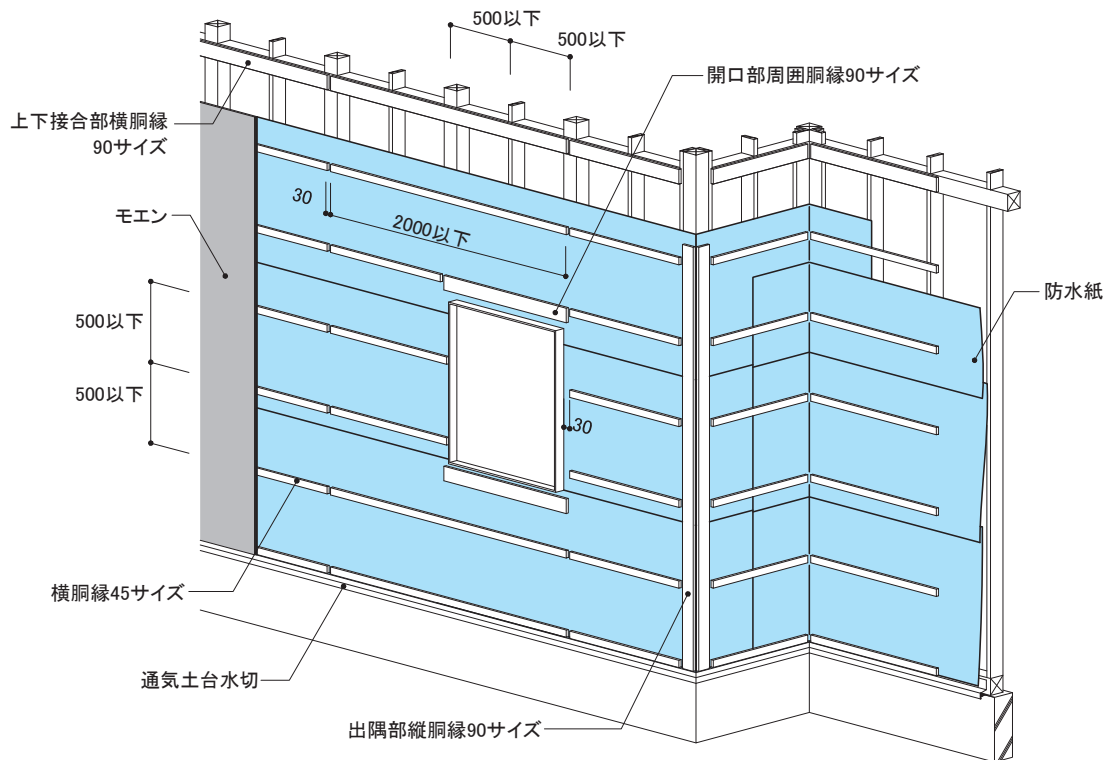 500以下
500以下
開口部周囲胴縁90サイズ
上下接合部横胴縁
90サイズ
モエン
30
2000以下
防水紙
500以下
500以下
30
横胴縁45サイズ
通気土台水切
出隅部縦胴縁90サイズ